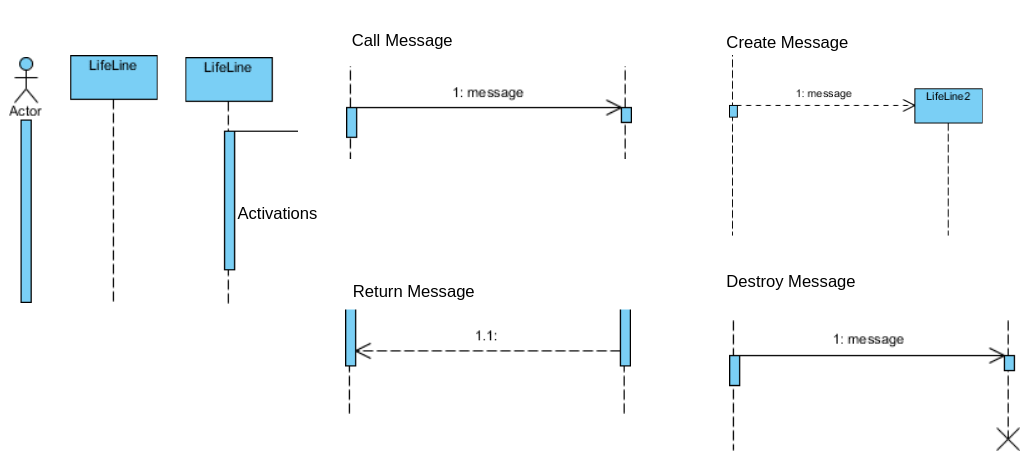 Actor
LifeLine
LifeLine
Activations
Call Message
1: message
Return Message
1.1:
Create Message
1: message
LifeLine2
Destroy Message
1: message